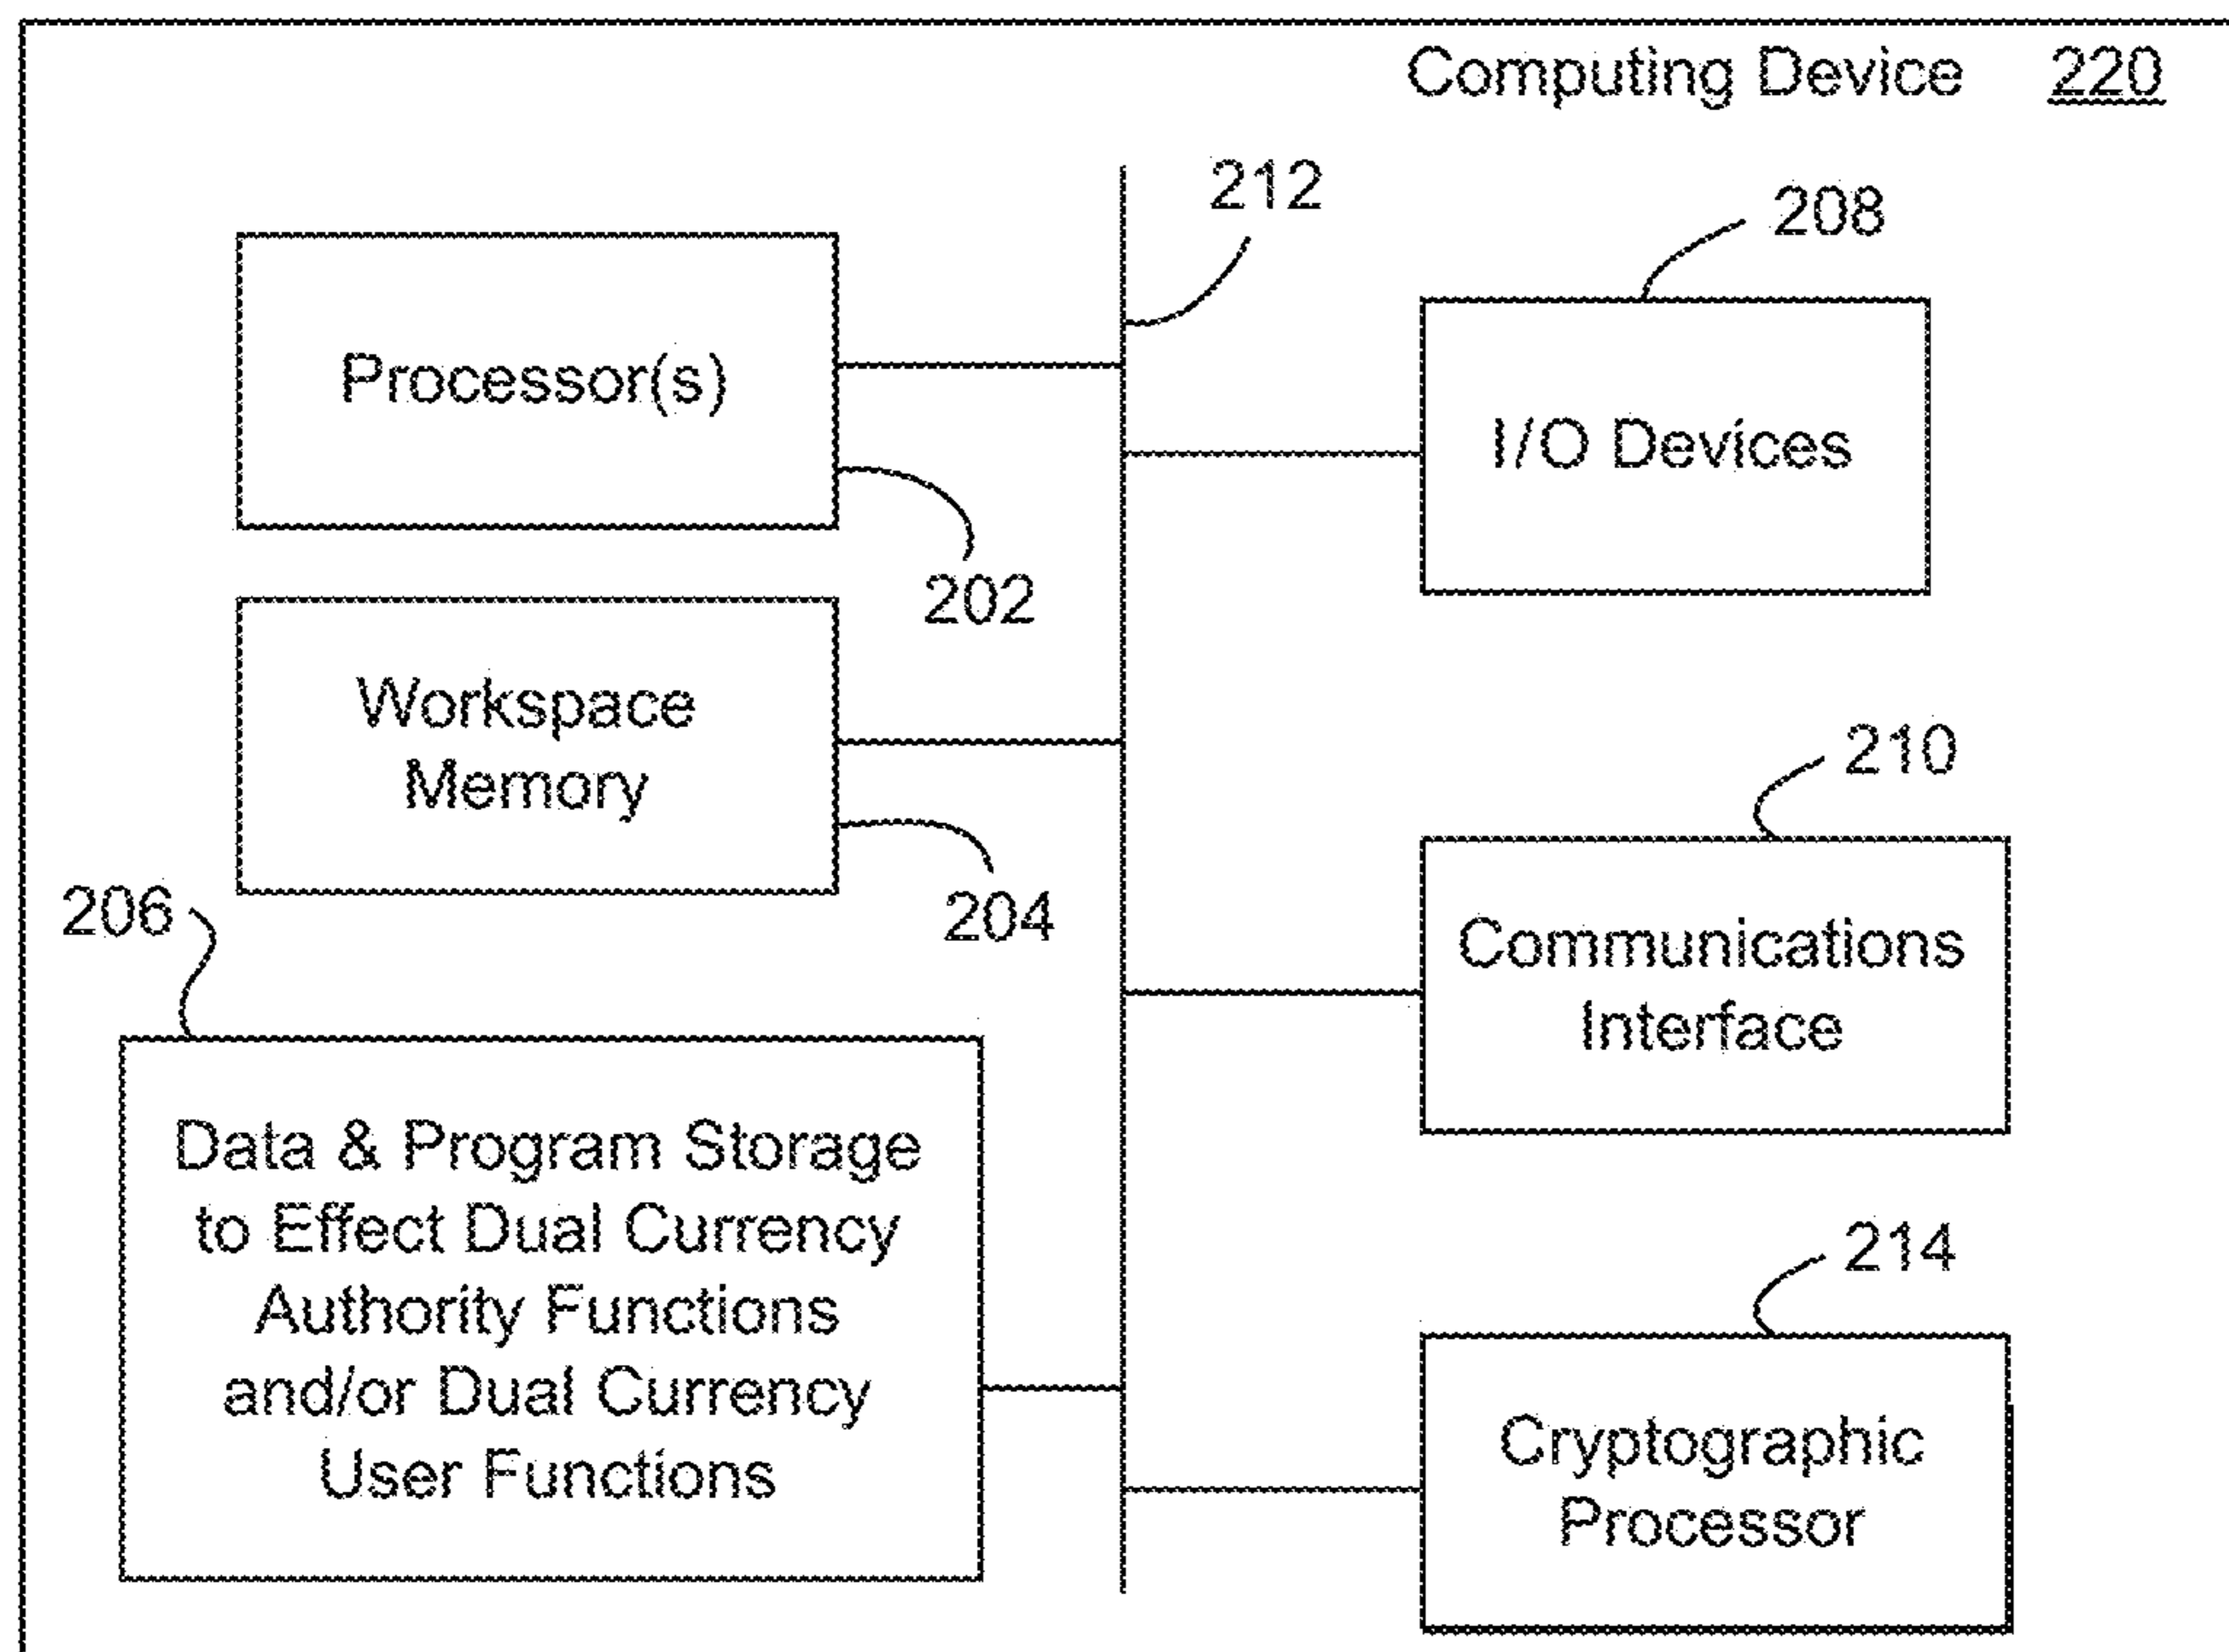 Computing Device 220
212
208
Processor(s)
I/O Devices
202
Workspace
Memory
210
204
206
Communications
Interface
Data & Program Storage
to Effect Dual Currency
Authority Functions
and/or Dual Currency
User Functions
214
Cryptographic
Processor